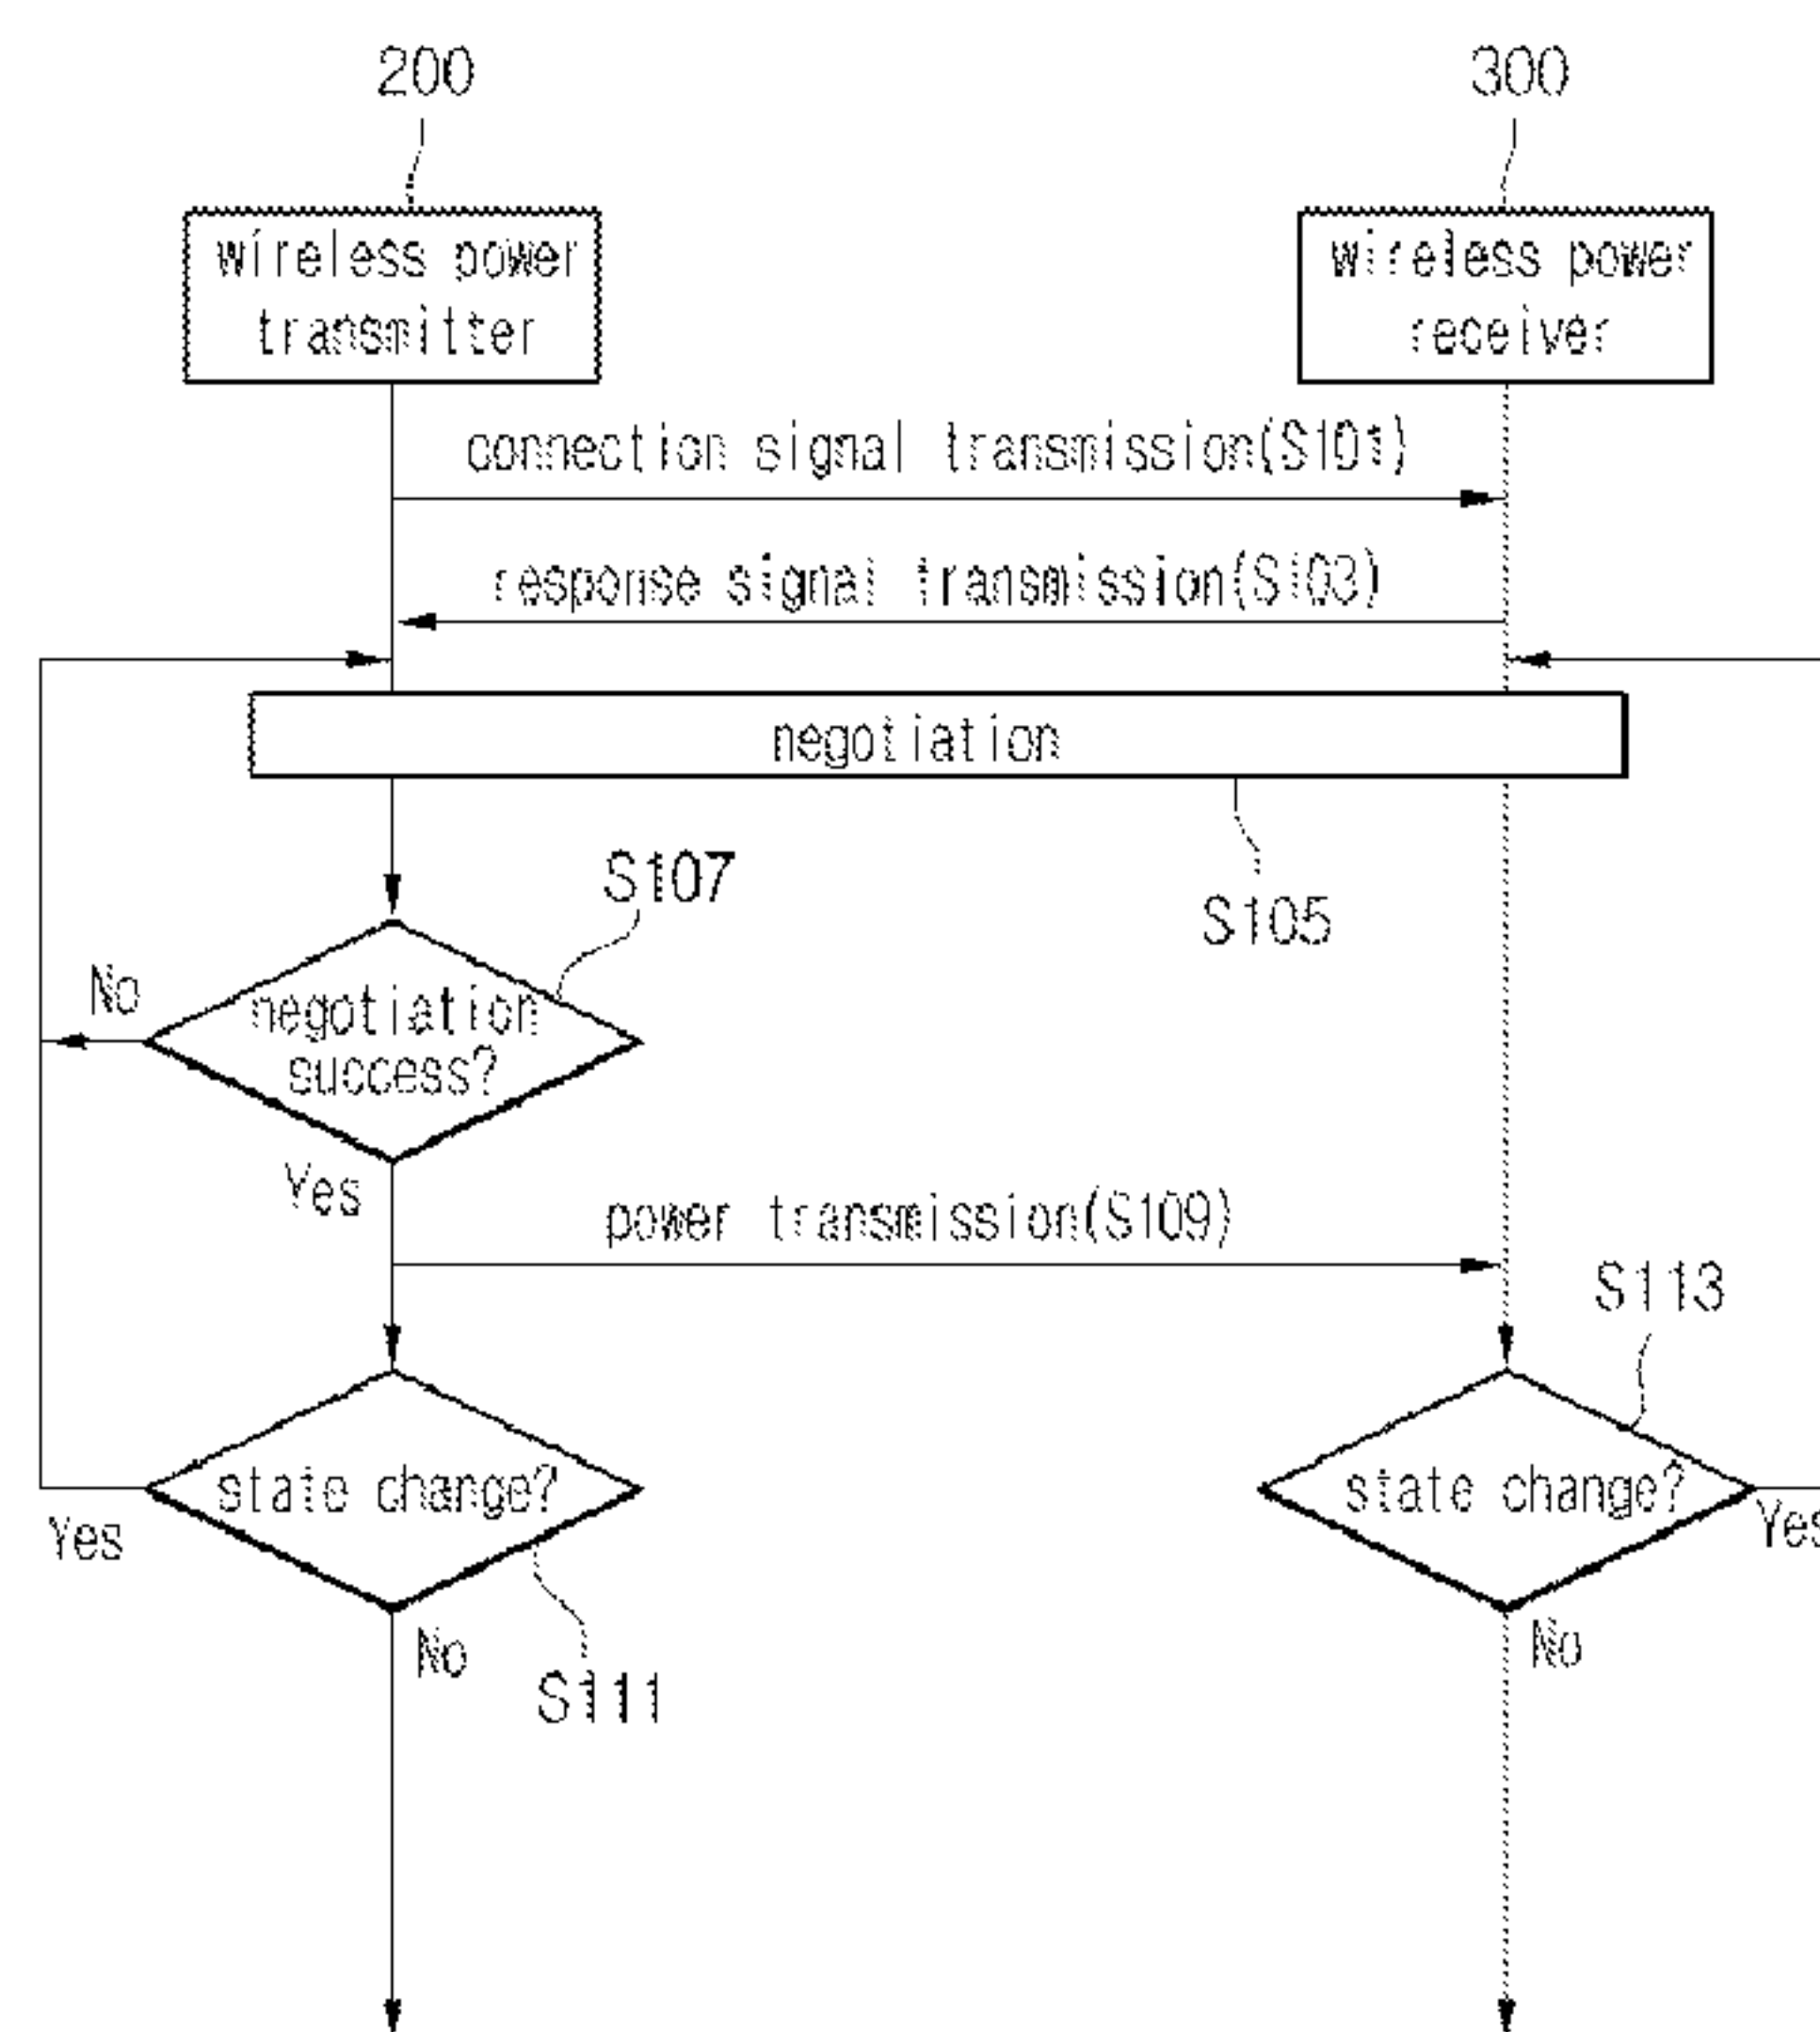 200
300
wireless power
transmitter
wireless power
receiver
connection signal transmission(S101)
response signal transmission(S103)
negotiation
S105
S107
No
negotiation
success?
Yes
power transmission(S109)
S113
state change?
Yes
No
S111
state change?
Yes
No